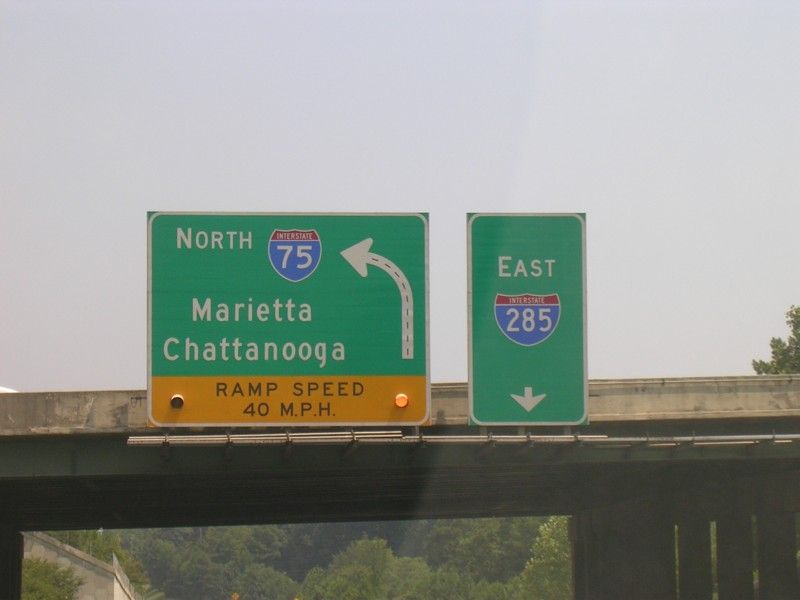 NORTH
INTERSTATE
75
Marietta
Chattanooga
RAMP SPEED
40 M.P.H.
EAST
INTERSTATE
285